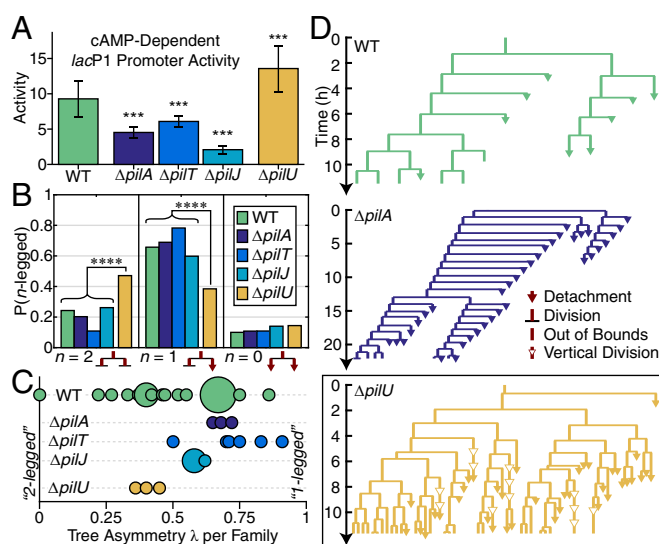 A
cAMP-Dependent
lacP1 Promoter Activity
Activity
15
10
5
0
***
***
***
***
WT
ΔpilA
ΔpilT
ΔpilJ
ΔpilU
B
P(n-legged)
0.8
0.6
0.4
0.2
0
****
****
WT
ΔpilA
ΔpilT
ΔpilJ
ΔpilU
n = 2
n = 1
n = 0
C
WT
ΔpilA
ΔpilT
ΔpilJ
ΔpilU
"2-legged"
"1-legged"
0
0.25
0.5
0.75
1
Tree Asymmetry λ per Family
D
WT
Time (h)
0
2
4
6
8
10
ΔpilA
0
5
10
15
20
Detachment
Division
Out of Bounds
Vertical Division
ΔpilU
0
2
4
6
8
10